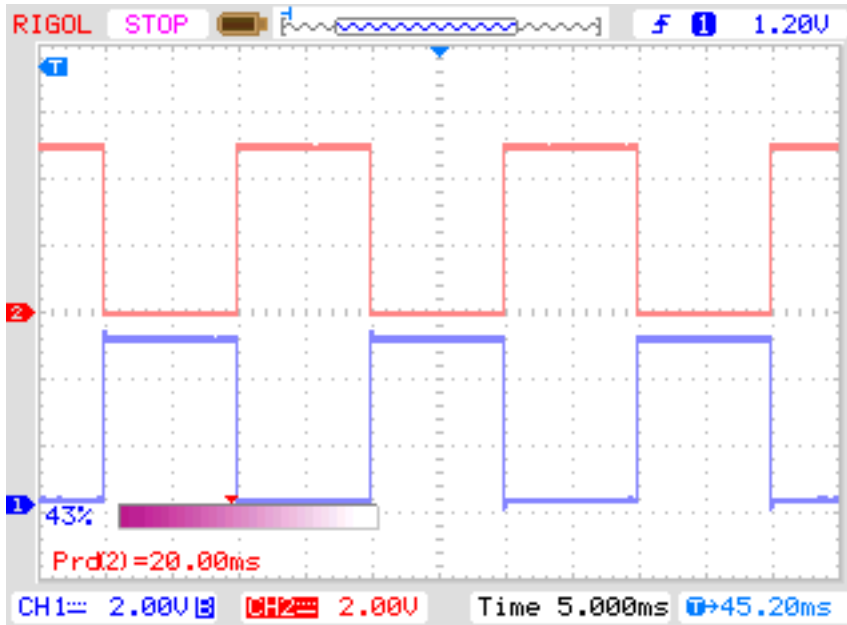 RIGOL STOP 1 1.20V
T
2
1
43%
Prd(2)=20.00ms
CH1 2.00V B CH2 2.00V Time 5.000ms T→45.20ms